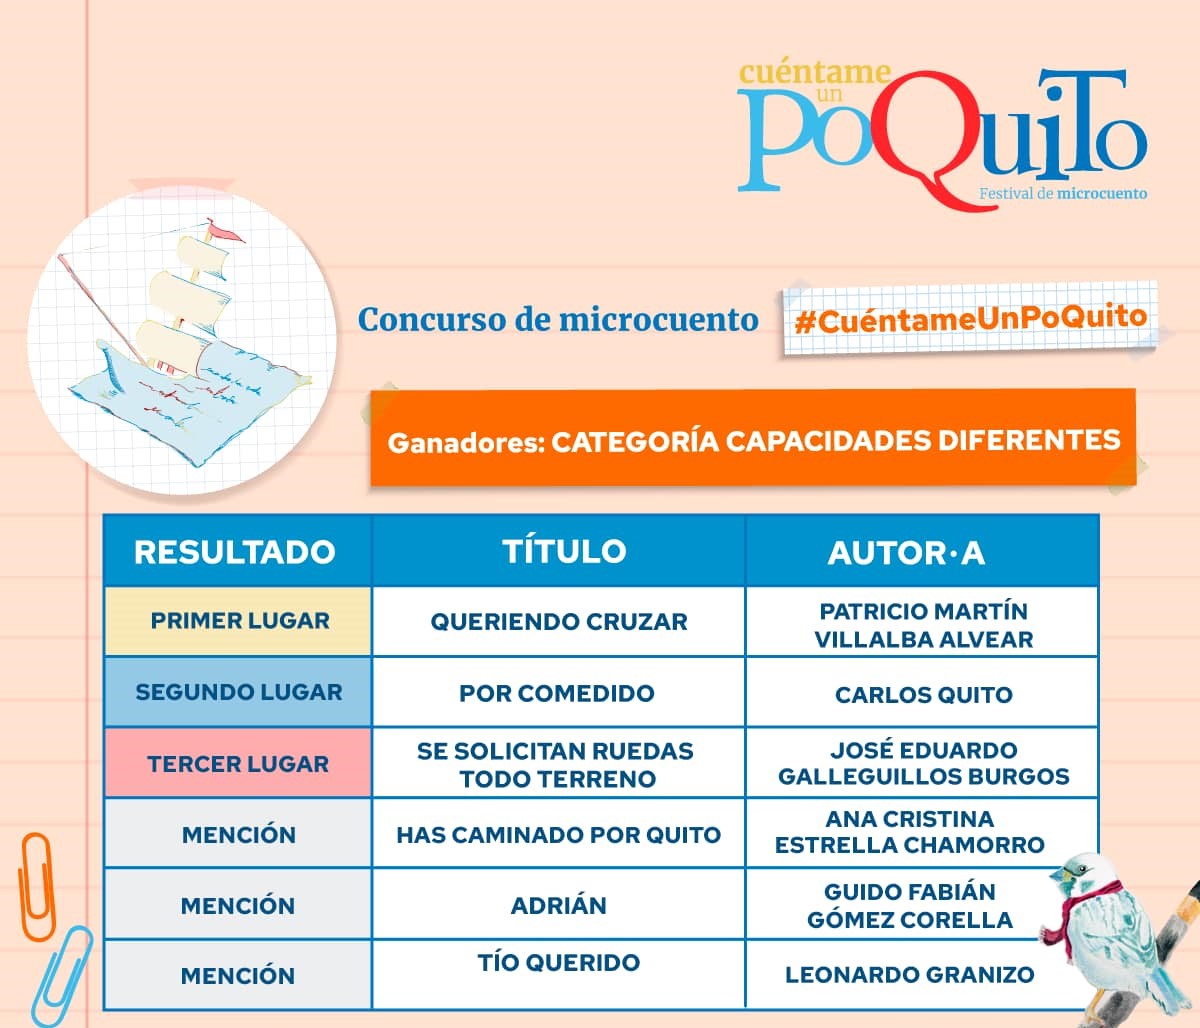 cuéntame
un
PoQuiTo
Festival de microcuento
Concurso de microcuento
#CuéntameUnPoQuito
Ganadores: CATEGORÍA CAPACIDADES DIFERENTES
RESULTADO TÍTULO AUTOR·A
PRIMER LUGAR QUERIENDO CRUZAR PATRICIO MARTÍN
VILLALBA ALVEAR
SEGUNDO LUGAR POR COMEDIDO CARLOS QUITO
TERCER LUGAR
SE SOLICITAN RUEDAS
TODO TERRENO
JOSÉ EDUARDO
GALLEGUILLOS BURGOS
MENCIÓN HAS CAMINADO POR QUITO
ANA CRISTINA
ESTRELLA CHAMORRO
MENCIÓN ADRIÁN
GUIDO FABIÁN
GÓMEZ CORELLA
MENCIÓN TÍO QUERIDO LEONARDO GRANIZO